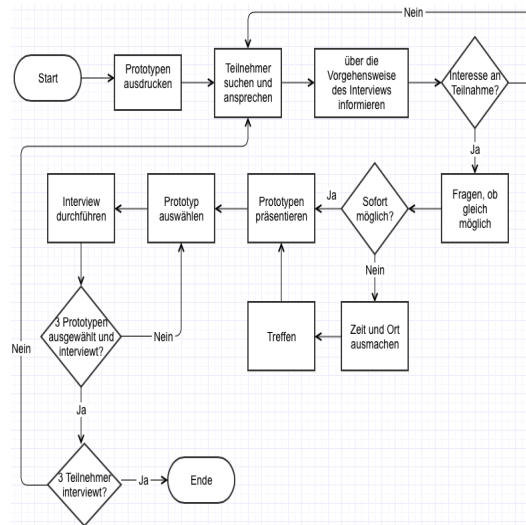 Nein
Start
Prototypen
ausdrucken
Teilnehmer
suchen und
ansprechen
über die
Vorgehensweise
des Interviews
informieren
Interesse an
Teilnahme?
Ja
Fragen, ob
gleich
möglich
Sofort
möglich?
Ja
Nein
Prototypen
präsentieren
Prototyp
auswählen
Interview
durchführen
Zeit und Ort
ausmachen
Treffen
3 Prototypen
ausgewählt und
interviewt?
Nein
Nein
Ja
3 Teilnehmer
interviewt?
Ja
Ende